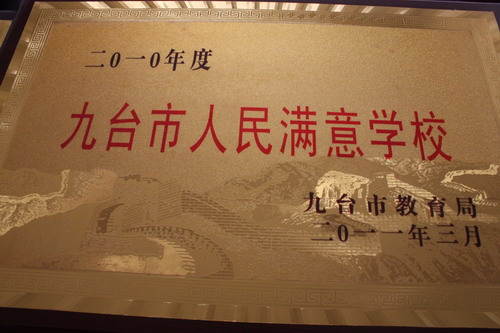 二0一0年度
九台市人民满意学校
九台市教育局
二0一一年三月